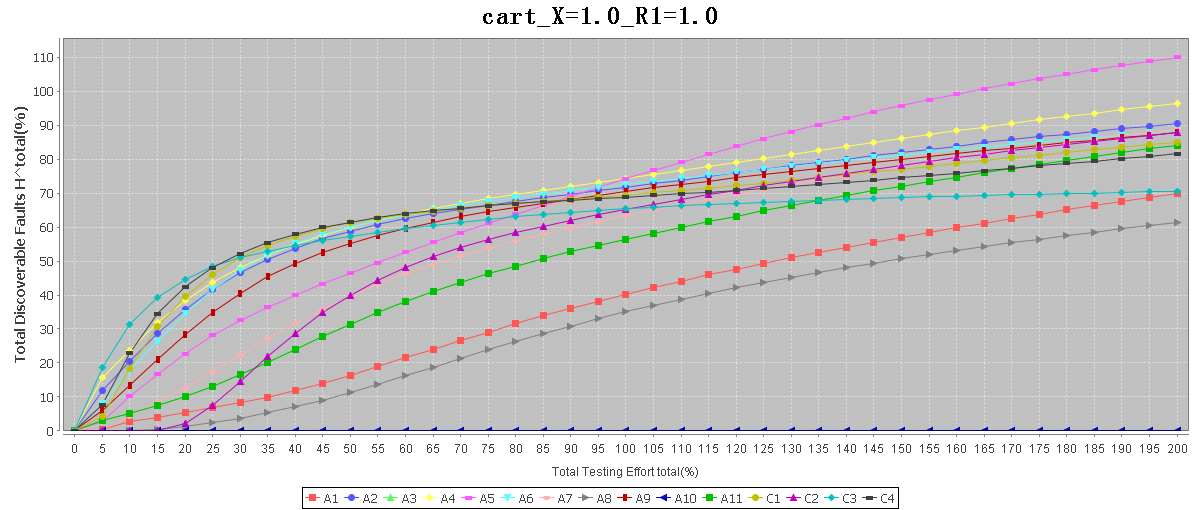 cart_X=1.0_R1=1.0
Total Discoverable Faults H^total(%)
110
100
90
80
70
60
50
40
30
20
10
0
0 5 10 15 20 25 30 35 40 45 50 55 60 65 70 75 80 85 90 95 100 105 110 115 120 125 130 135 140 145 150 155 160 165 170 175 180 185 190 195 200
Total Testing Effort total(%)
A1 A2 A3 A4 A5 A6 A7 A8 A9 A10 A11 C1 C2 C3 C4